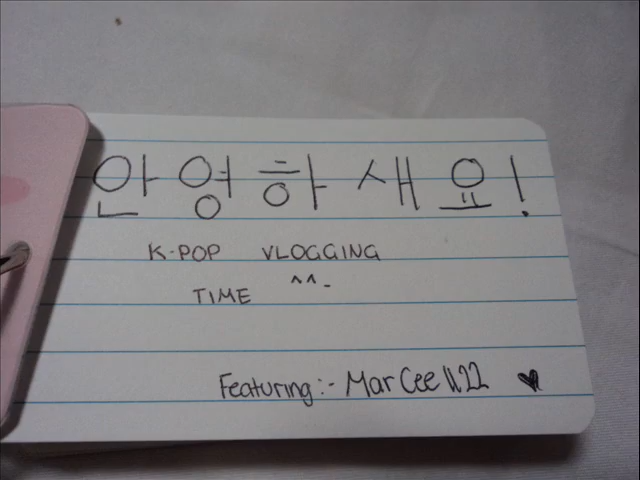 안 영 하 새 요!
K-POP VLOGGING
TIME ^^-
Featuring:- MarCee1122 ♥